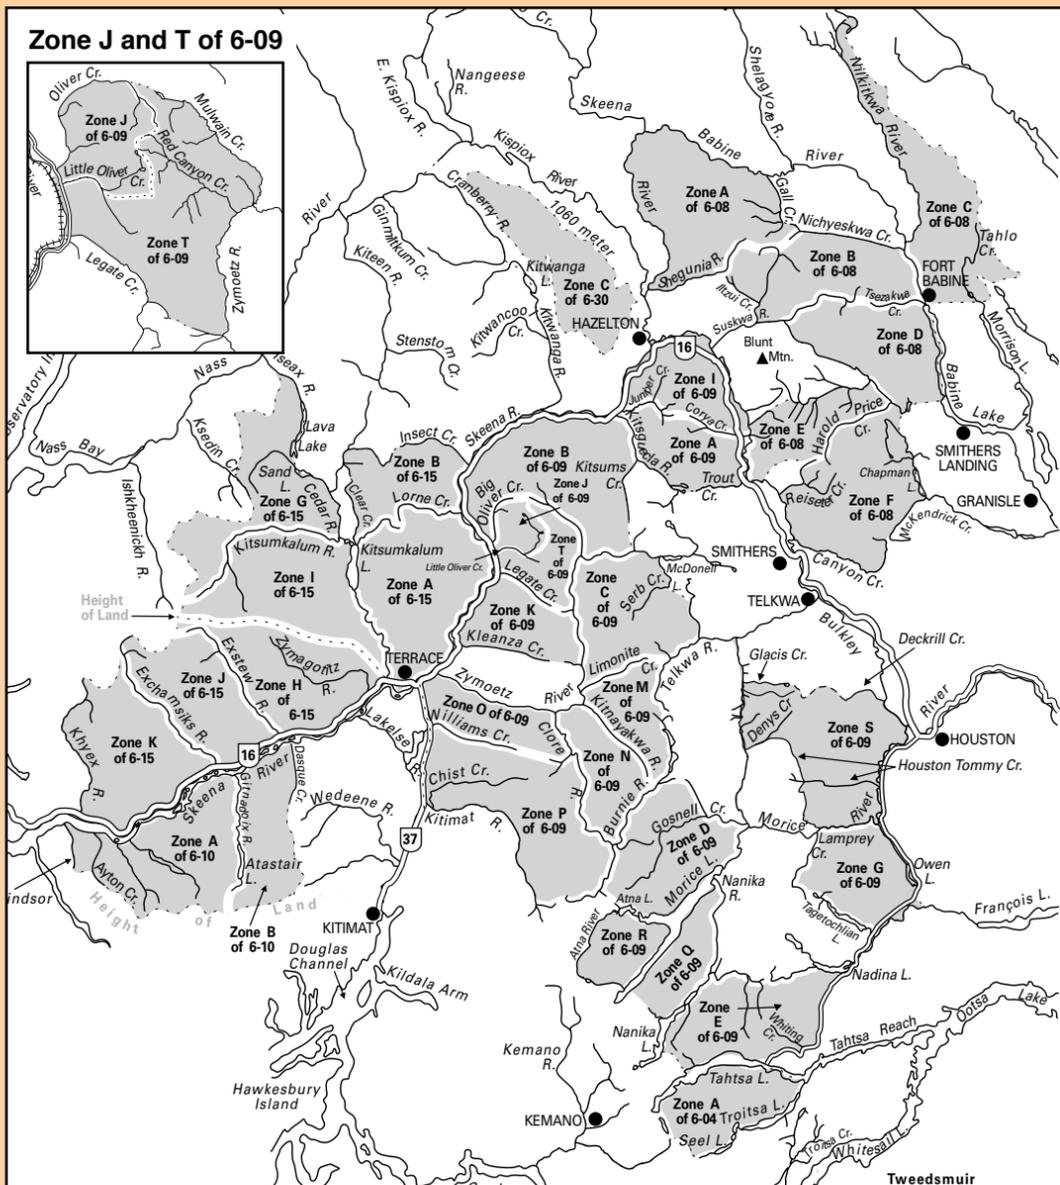 Zone J and T of 6-09
Oliver Cr.
Mulwain Cr.
Zone J
of 6-09
Red Canyon Cr.
Little Oliver
Cr.
Zone T
of 6-09
Legate Cr.
Zymoetz R.
Cr.
Nangeese
R.
E. Kispiox R.
Skeena
Shelagyote R.
Nilkitkwa River
Kispiox
River
Babine
River
River
Zone A
of 6-08
Gail Cr.
Nichyeskwa Cr.
Zone C
of 6-08
Tahlo
Cr.
River
Cranberry R.
1060 meter
Ginmitkum Cr.
Kiteen R.
Kitwanga
L.
Zone C
of 6-30
Shegunia R.
Zone B
of 6-08
FORT
BABINE
Iltzui Cr.
Tsezakwa
Cr.
HAZELTON
Suskwa R.
Kitwancool
Cr.
Kitwanga R.
Stenstom
Cr.
Morrison L.
Blunt
Mtn.
Zone D
of 6-08
16
Observatory In
Nass
Iseax R.
Juniper Cr.
Zone I
of 6-09
Babine
Lake
Skeena R.
Corya Cr.
Zone E
of 6-08
Harold
Price
Cr.
Ksedin Cr.
Lava
Lake
Insect Cr.
Kitseguecla R.
Zone A
of 6-09
SMITHERS
LANDING
Nass Bay
Zone B
of 6-15
Zone B
of 6-09
Kitsums
Cr.
Trout
Cr.
Chapman
L.
Sand
L.
Cedar R.
Clear Cr.
Lorne Cr.
Big
Oliver Cr.
Zone J
of 6-09
Reiseter Cr.
Zone F
of 6-08
GRANISLE
Ishkheenickh R.
Zone G
of 6-15
McKendrick Cr.
Kitsumkalum R.
Kitsumkalum
L.
Little Oliver Cr.
Zone
T
of
6-09
SMITHERS
Canyon Cr.
Zone I
of 6-15
Zone A
of 6-15
Legate Cr.
Zone
C
of
6-09
McDonell
L.
Serb Cr.
TELKWA
Height
of Land
Zone K
of 6-09
Bulkley
Kleanza Cr.
Deckrill Cr.
Exstew R.
Zymagotitz
R.
TERRACE
Limonite
Cr.
Telkwa R.
Glacis Cr.
Exchamsiks R.
Zone J
of 6-15
Zone H
of
6-15
Zymoetz
River
Zone M
of
6-09
River
Zone O of 6-09
Denys Cr
Zone S
of 6-09
Khyex R.
Zone K
of 6-15
Lakelse R.
Williams Cr.
Clore
R.
Kitnayakwa R.
HOUSTON
16
River
Zone N
of
6-09
Houston Tommy Cr.
Skeena
Gitnadoix R.
Dasque Cr.
Chist Cr.
Burnie R.
Wedeene R.
Kitimat R.
Zone P
of 6-09
Gosnell Cr.
Morice
River
Zone A
of 6-10
37
Zone D
of 6-09
Lamprey
Cr.
Ayton Cr.
Atastair
L.
Morice L.
Zone G
of 6-09
Owen
L.
indsor
Atna L.
Nanika
R.
Height of Land
François L.
Zone B
of 6-10
KITIMAT
Atna River
Zone R
of 6-09
Tagetochlian
L.
Douglas
Channel
Zone Q
of 6-09
Kildala Arm
Nadina L.
Zone
E
of 6-09
Whiting
Cr.
Ootsa Lake
Nanika
L.
Tahtsa Reach
Kemano
R.
Hawkesbury
Island
Tahtsa L.
Zone A
of 6-04
Troitsa L.
KEMANO
Seel L.
Troitsa Cr.
Whitesail L.
Tweedsmuir